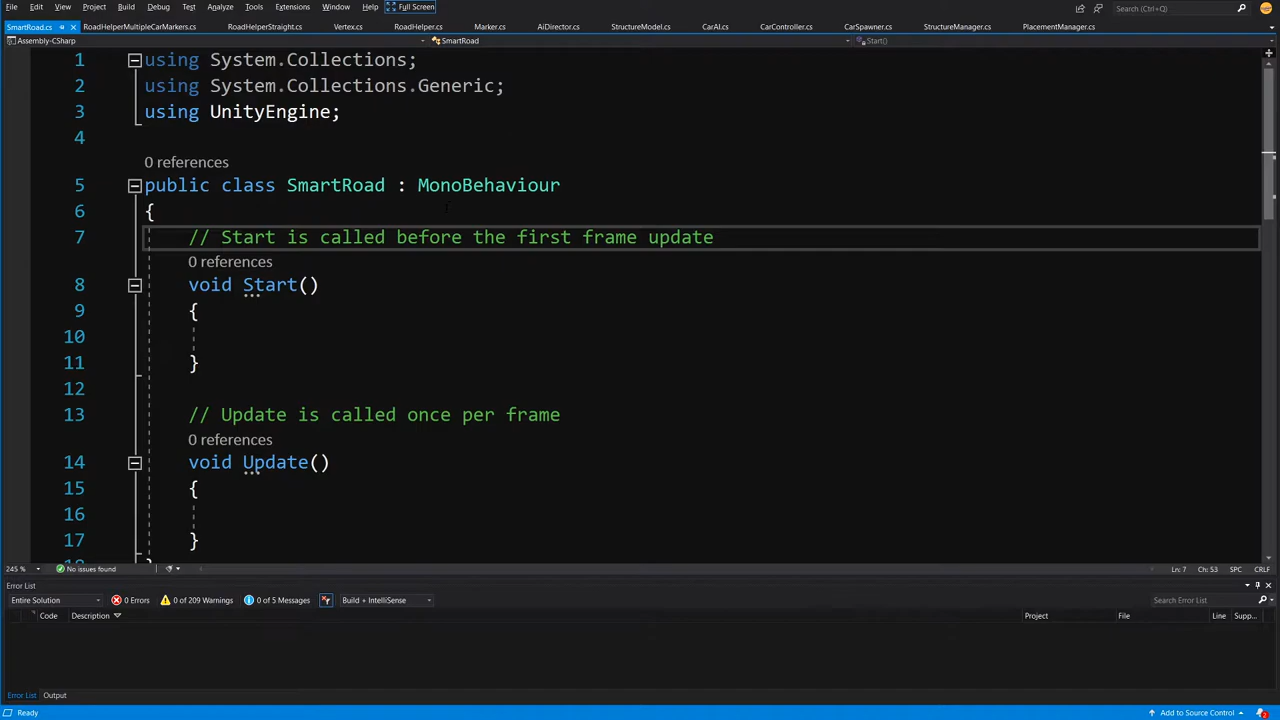 File Edit View Project Build Debug Test Analyze Tools Extensions Window Help Full Screen Search (Ctrl+Q)
SmartRoad.cs RoadHelperMultipleCarMarkers.cs RoadHelperStraight.cs Vertex.cs RoadHelper.cs Marker.cs AiDirector.cs StructureModel.cs CarAI.cs CarController.cs CarSpawner.cs StructureManager.cs PlacementManager.cs
Assembly-CSharp SmartRoad Start()
1 using System.Collections;
2 using System.Collections.Generic;
3 using UnityEngine;
4
0 references
5 public class SmartRoad : MonoBehaviour
6 {
7 // Start is called before the first frame update
0 references
8 void Start()
9 {
10
11 }
12
13 // Update is called once per frame
0 references
14 void Update()
15 {
16
17 }
245 % No issues found Ln: 7 Ch: 53 SPC CRLF
Error List
Entire Solution 0 Errors 0 of 209 Warnings 0 of 5 Messages Build + IntelliSense Search Error List
Code Description Project File Line Supp...
Error List Output
Ready Add to Source Control 2